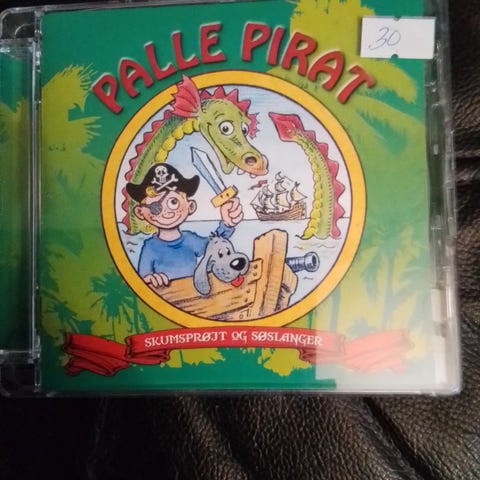 PALLE PIRAT
30
SKUMSPRØJT OG SØSLANGER